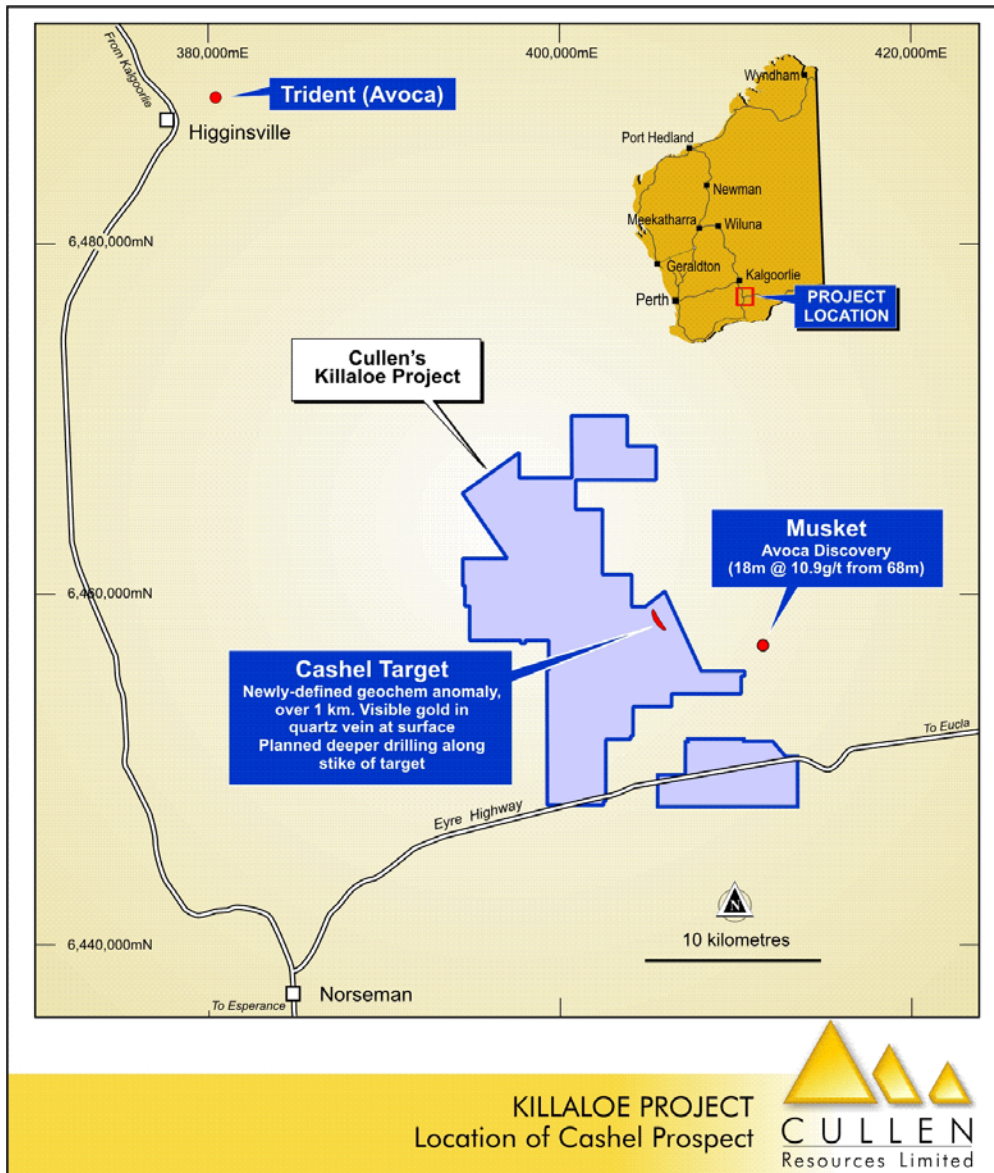 380,000mE
400,000mE
420,000mE
From Kalgoorlie
Trident (Avoca)
Higginsville
Wyndham
Port Hedland
Newman
Meekatharra
Wiluna
Geraldton
Kalgoorlie
Perth
PROJECT
LOCATION
6,480,000mN
Cullen's
Killaloe Project
Musket
Avoca Discovery
(18m @ 10.9g/t from 68m)
6,460,000mN
Cashel Target
Newly-defined geochem anomaly,
over 1 km. Visible gold in
quartz vein at surface
Planned deeper drilling along
stike of target
To Eucla
Eyre Highway
N
10 kilometres
6,440,000mN
To Esperance
Norseman
KILLALOE PROJECT
Location of Cashel Prospect
CULLEN
Resources Limited